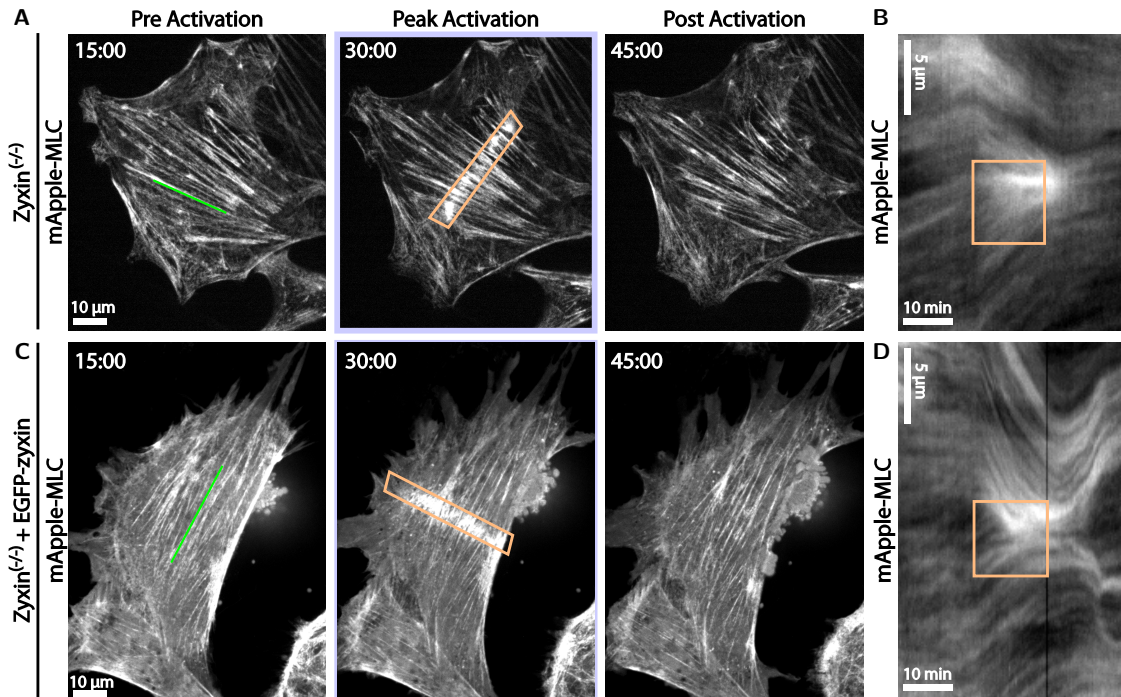 A
Pre Activation
Peak Activation
Post Activation
B
Zyxin(-/-)
mApple-MLC
15:00
10 µm
30:00
45:00
mApple-MLC
5 µm
10 min
C
Zyxin(-/-) + EGFP-zyxin
mApple-MLC
15:00
10 µm
30:00
45:00
D
mApple-MLC
5 µm
10 min